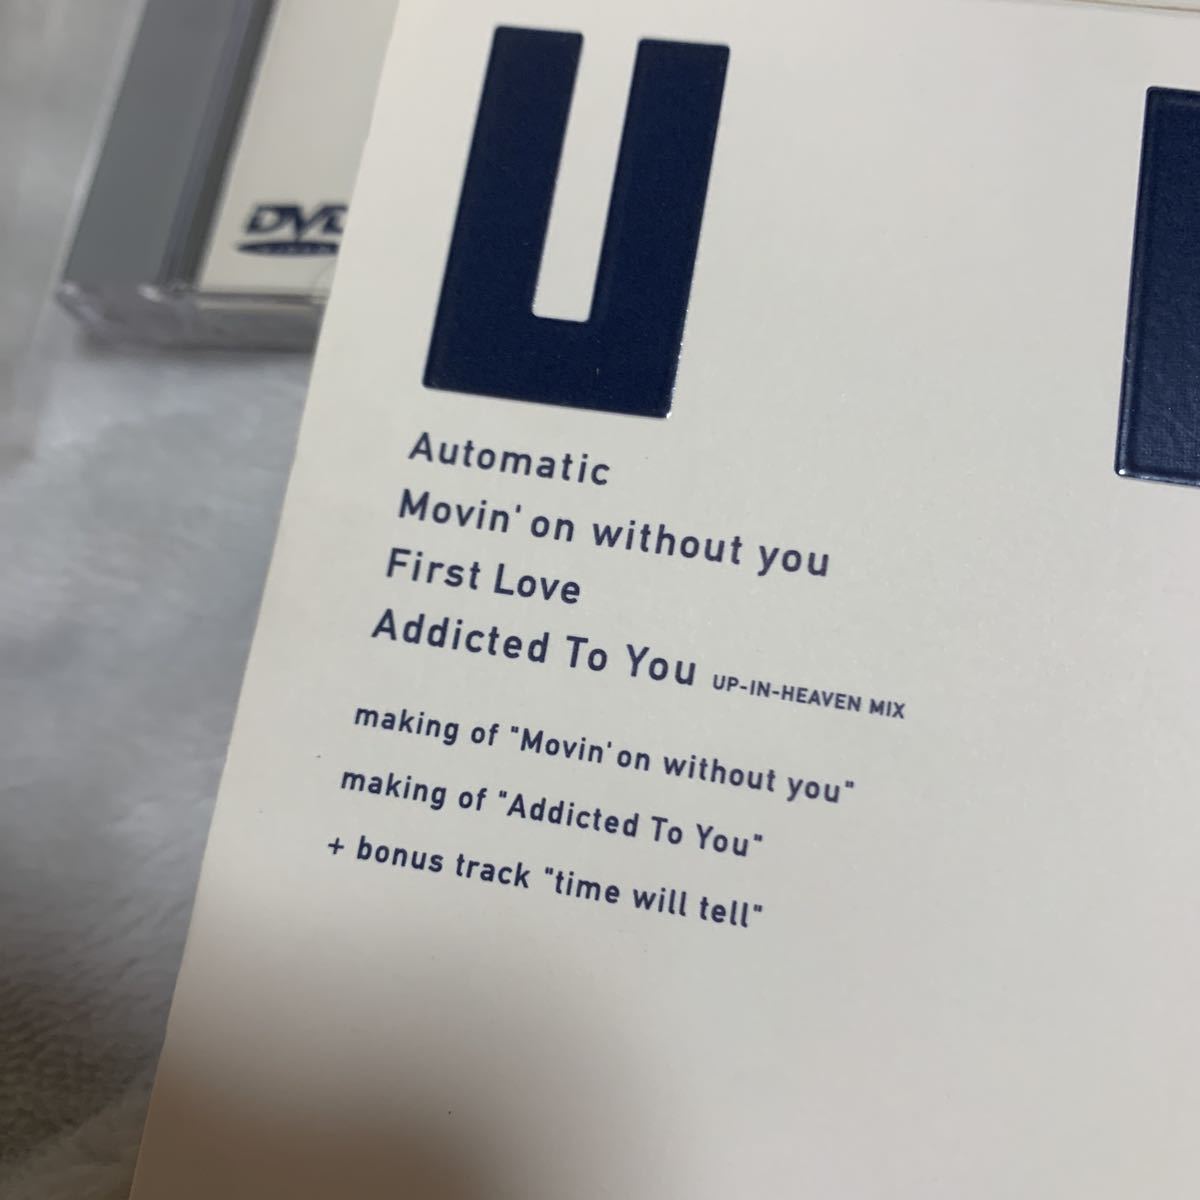 DVD
U
Automatic
Movin' on without you
First Love
Addicted To You UP-IN-HEAVEN MIX
making of "Movin' on without you"
making of "Addicted To You"
+ bonus track "time will tell"